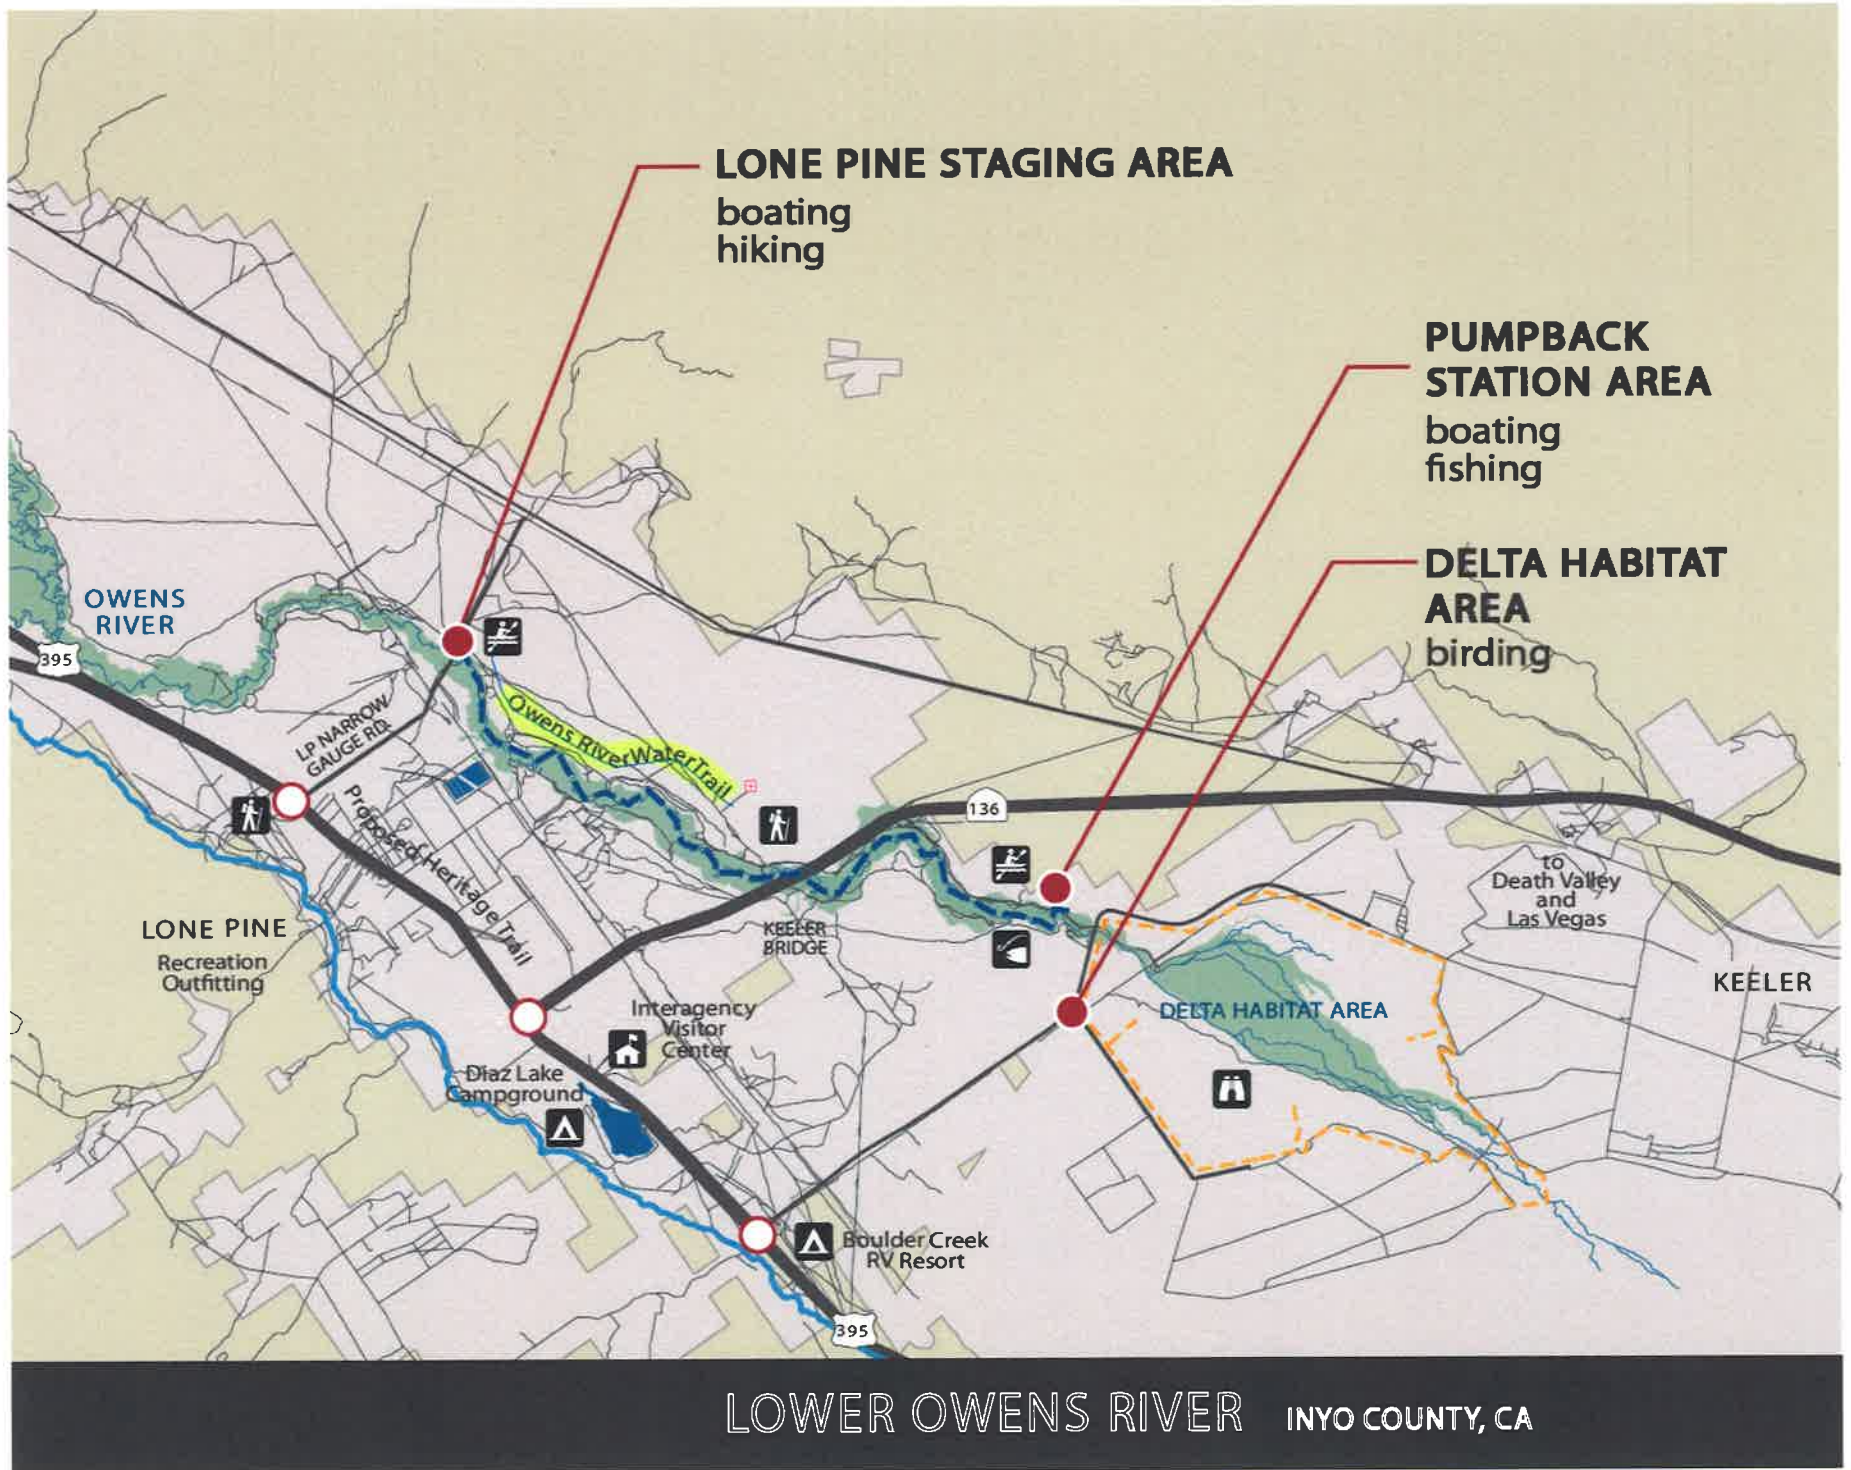 LONE PINE STAGING AREA
boating
hiking
PUMPBACK
STATION AREA
boating
fishing
DELTA HABITAT
AREA
birding
OWENS
RIVER
395
LP NARROW
GAUGE RD.
Owens RiverWaterTrail
Proposed Heritage Trail
136
to
Death Valley
and
Las Vegas
LONE PINE
Recreation
Outfitting
KEELER
BRIDGE
KEELER
Interagency
Visitor
Center
DELTA HABITAT AREA
Diaz Lake
Campground
Boulder Creek
RV Resort
395
LOWER OWENS RIVER INYO COUNTY, CA